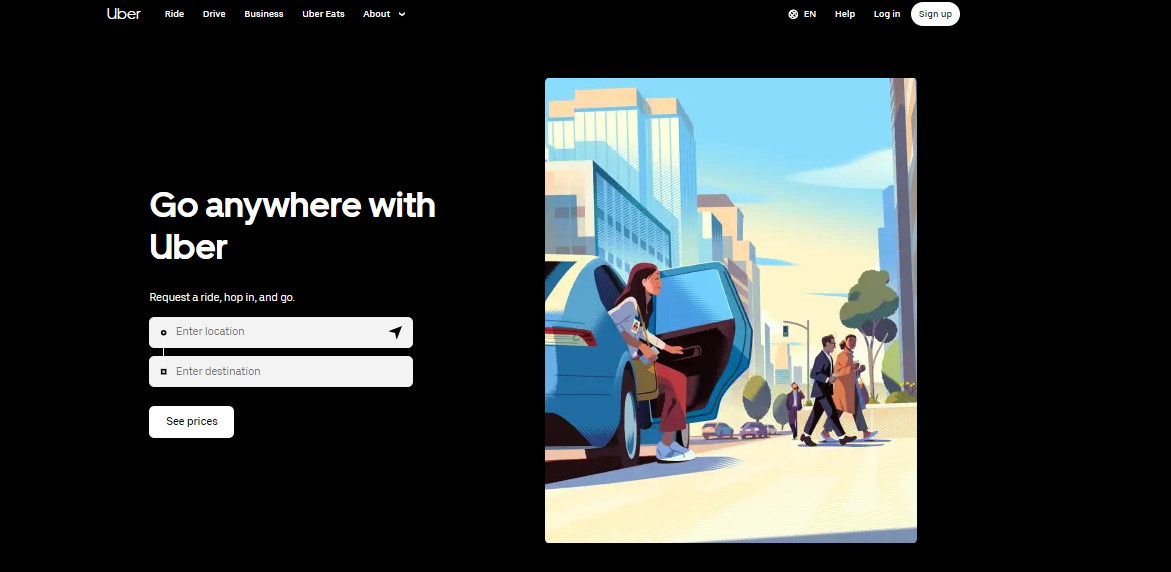 Uber Ride Drive Business Uber Eats About EN Help Log in Sign up
Go anywhere with
Uber
Request a ride, hop in, and go.
Enter location
Enter destination
See prices